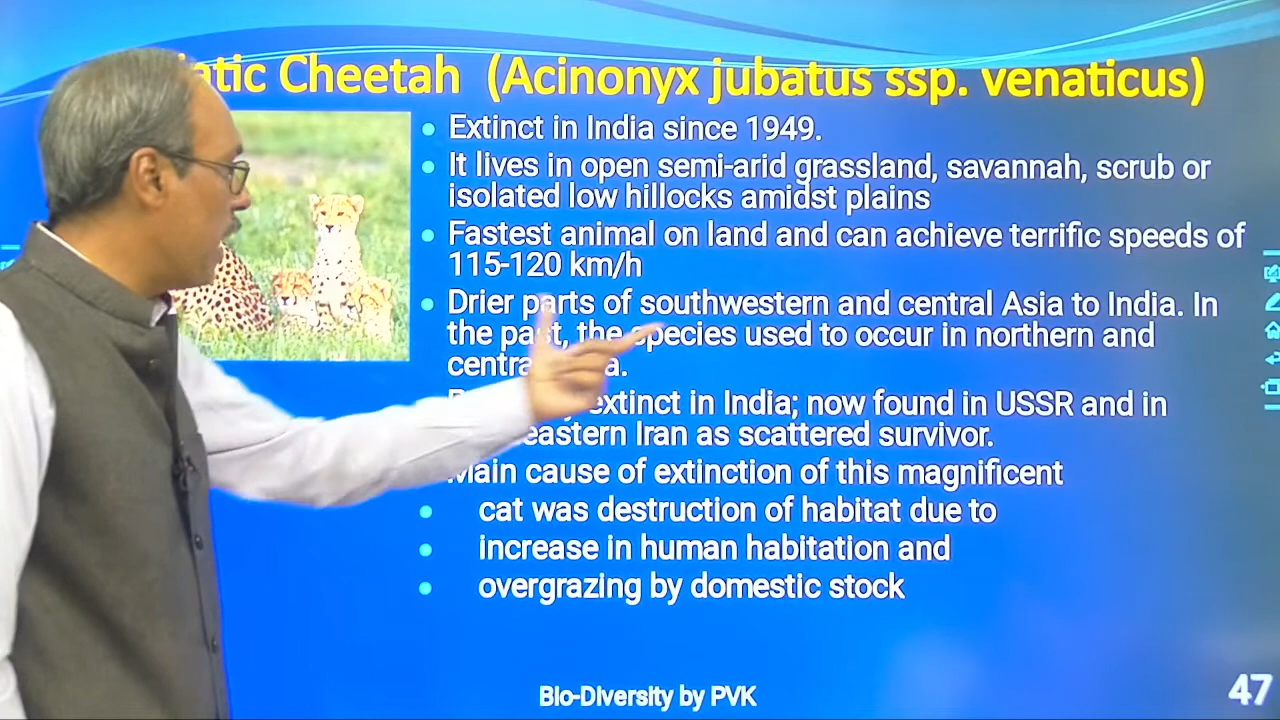 Cheetah (Acinonyx jubatus ssp. venaticus)
Extinct in India since 1949.
It lives in open semi-arid grassland, savannah, scrub or
isolated low hillocks amidst plains
Fastest animal on land and can achieve terrific speeds of
115-120 km/h
Drier parts of southwestern and central Asia to India. In
the past, the species used to occur in northern and
extinct in India; now found in USSR and in
eastern Iran as scattered survivor.
Main cause of extinction of this magnificent
cat was destruction of habitat due to
increase in human habitation and
overgrazing by domestic stock
Bio-Diversity by PVK
47